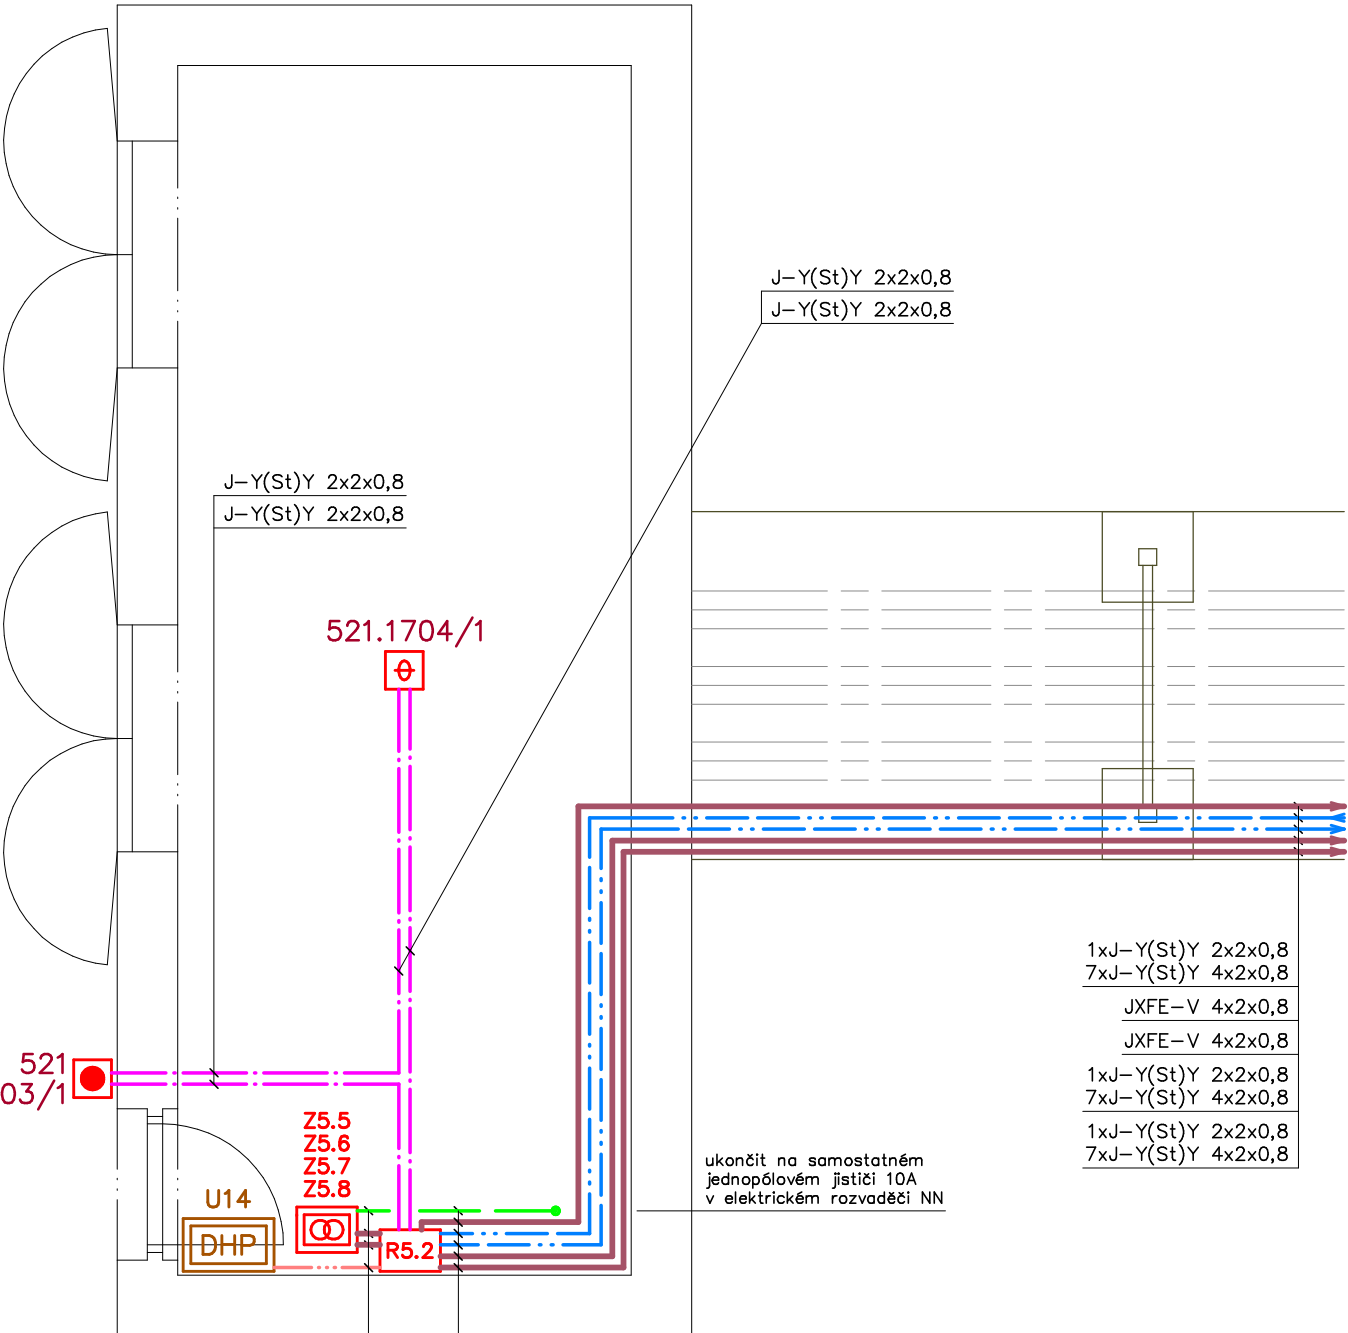 J-Y(St)Y 2x2x0,8
J-Y(St)Y 2x2x0,8
J-Y(St)Y 2x2x0,8
J-Y(St)Y 2x2x0,8
521.1704/1
1xJ-Y(St)Y 2x2x0,8
7xJ-Y(St)Y 4x2x0,8
JXFE-V 4x2x0,8
JXFE-V 4x2x0,8
1xJ-Y(St)Y 2x2x0,8
7xJ-Y(St)Y 4x2x0,8
1xJ-Y(St)Y 2x2x0,8
7xJ-Y(St)Y 4x2x0,8
521
03/1
Z5.5
Z5.6
Z5.7
Z5.8
ukončit na samostatném
jednopólovém jističi 10A
v elektrickém rozvaděči NN
U14
DHP
R5.2